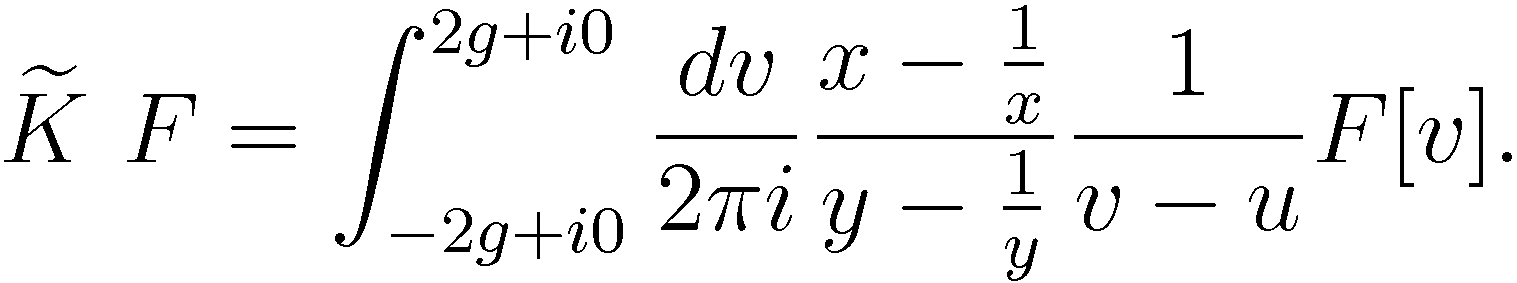 \widetilde{K} \ F = \int_{-2g+i0}^{2g+i0} \frac{dv}{2\pi i} \frac{x - \frac{1}{x}}{y - \frac{1}{y}} \frac{1}{v - u} F[v].